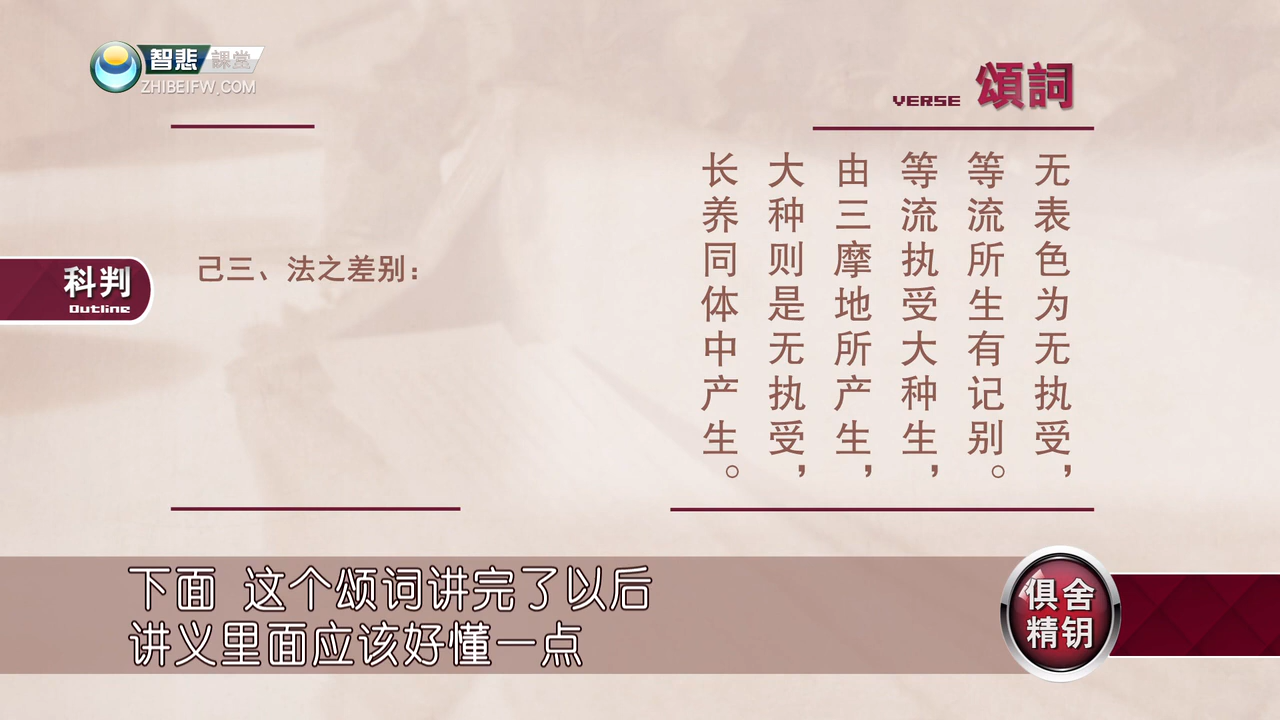 智悲 課堂
ZHIBEIFW.COM
VERSE 頌詞
无表色为无执受，
等流所生有记别。
等流执受大种生，
由三摩地所产生，
大种则是无执受，
长养同体中产生。
科判
Outline
己三、法之差别：
下面 这个颂词讲完了以后
讲义里面应该好懂一点
俱舍
精钥